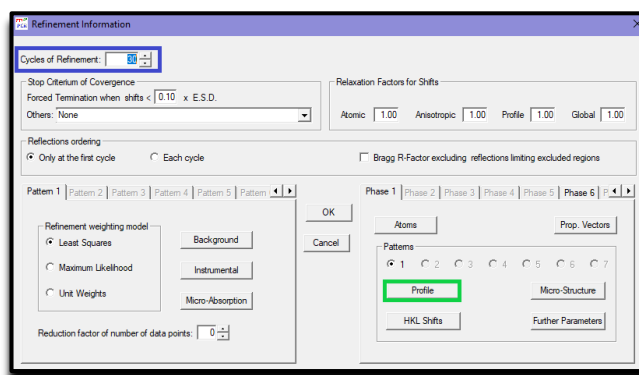 Refinement Information
Cycles of Refinement: 30
Stop Criterium of Covergence
Forced Termination when shifts < 0.10 x E.S.D.
Others: None
Relaxation Factors for Shifts
Atomic 1.00 Anisotropic 1.00 Profile 1.00 Global 1.00
Reflections ordering
Only at the first cycle Each cycle
Bragg R-Factor excluding reflections limiting excluded regions
Pattern 1 Pattern 2 Pattern 3 Pattern 4 Pattern 5 Pattern
Refinement weighting model
Least Squares
Maximum Likelihood
Unit Weights
Background
Instrumental
Micro-Absorption
Reduction factor of number of data points: 0
OK
Cancel
Phase 1 Phase 2 Phase 3 Phase 4 Phase 5 Phase 6
Atoms Prop. Vectors
Patterns
1 2 3 4 5 6 7
Profile Micro-Structure
HKL Shifts Further Parameters